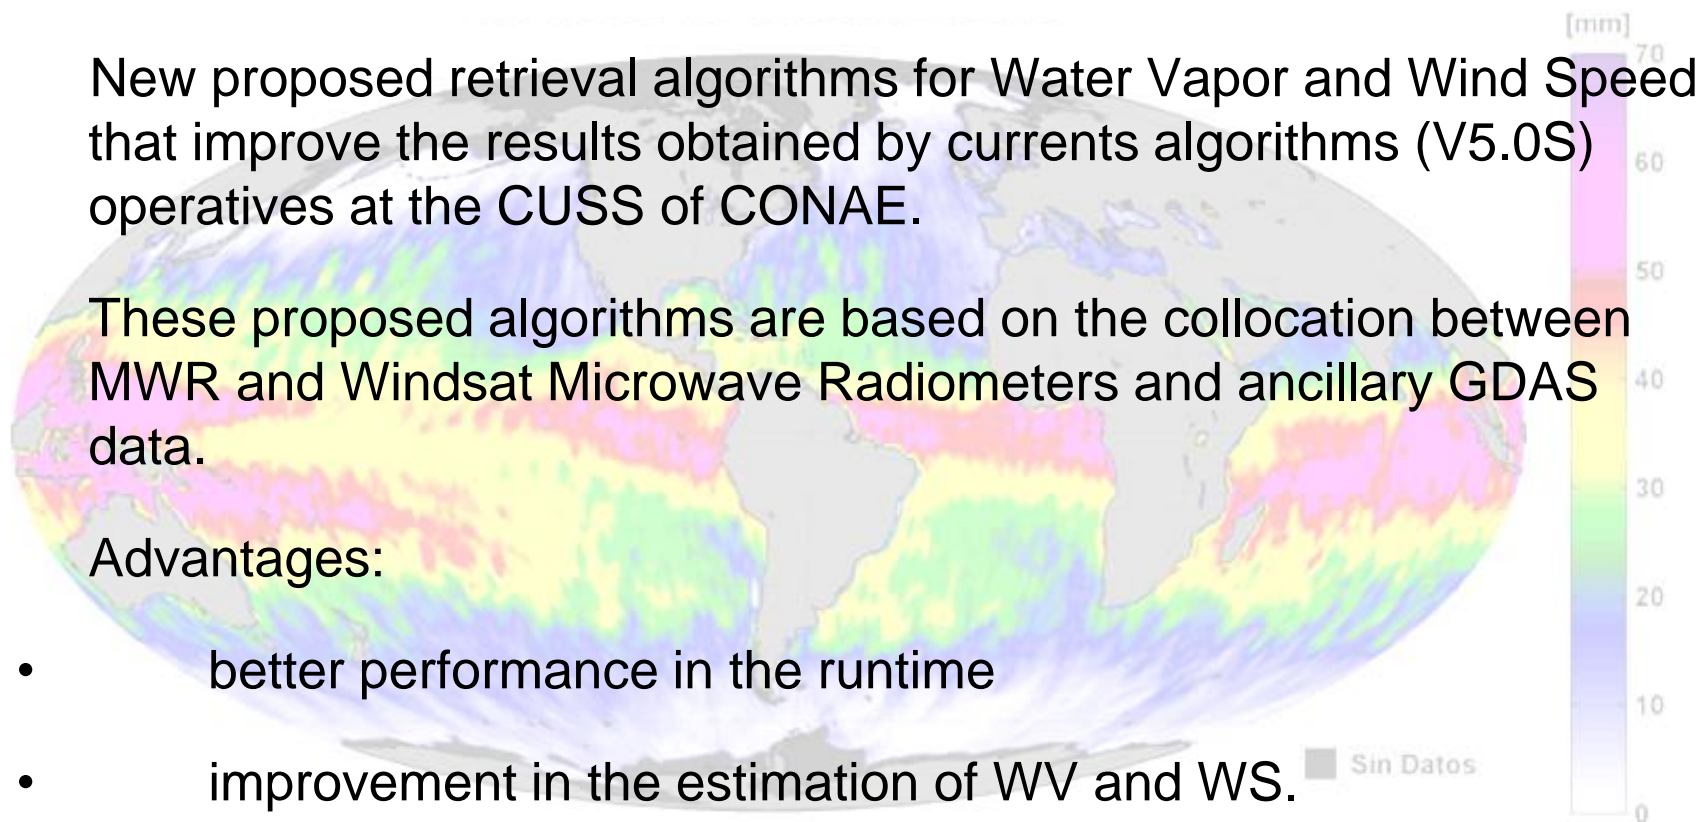 [mm]
New proposed retrieval algorithms for Water Vapor and Wind Speed
that improve the results obtained by currents algorithms (V5.0S)
operatives at the CUSS of CONAE.
These proposed algorithms are based on the collocation between
MWR and Windsat Microwave Radiometers and ancillary GDAS
data.
Advantages:
• better performance in the runtime
• improvement in the estimation of WV and WS.
70
60
50
40
30
20
10
0
Sin Datos